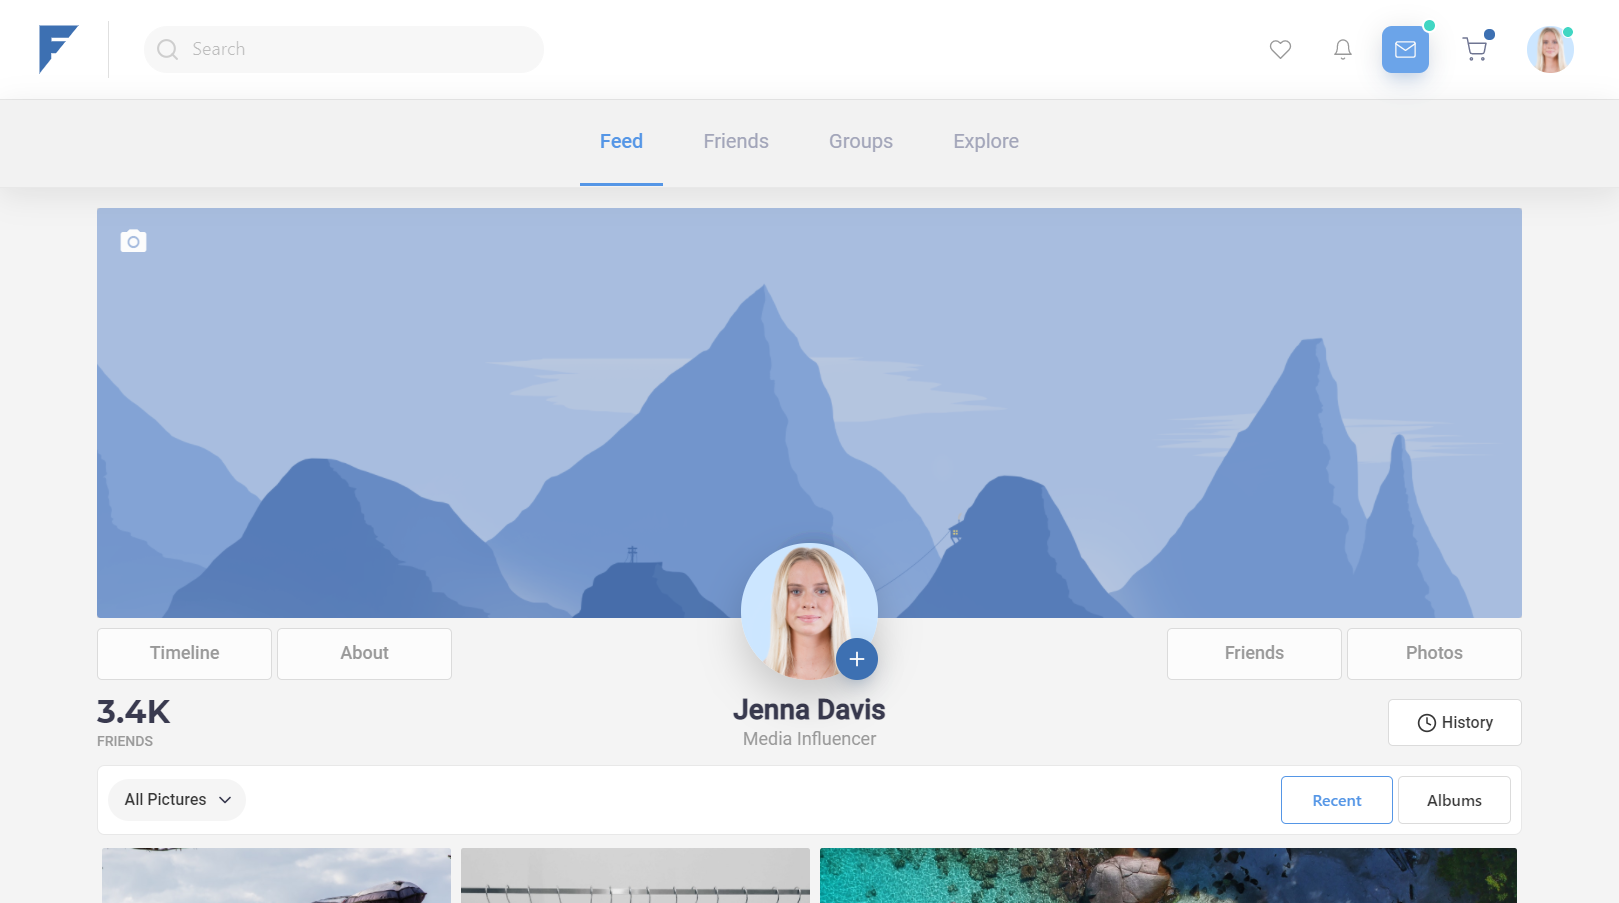 Search
Feed
Friends
Groups
Explore
Timeline
About
Friends
Photos
3.4K
FRIENDS
Jenna Davis
Media Influencer
History
All Pictures
Recent
Albums